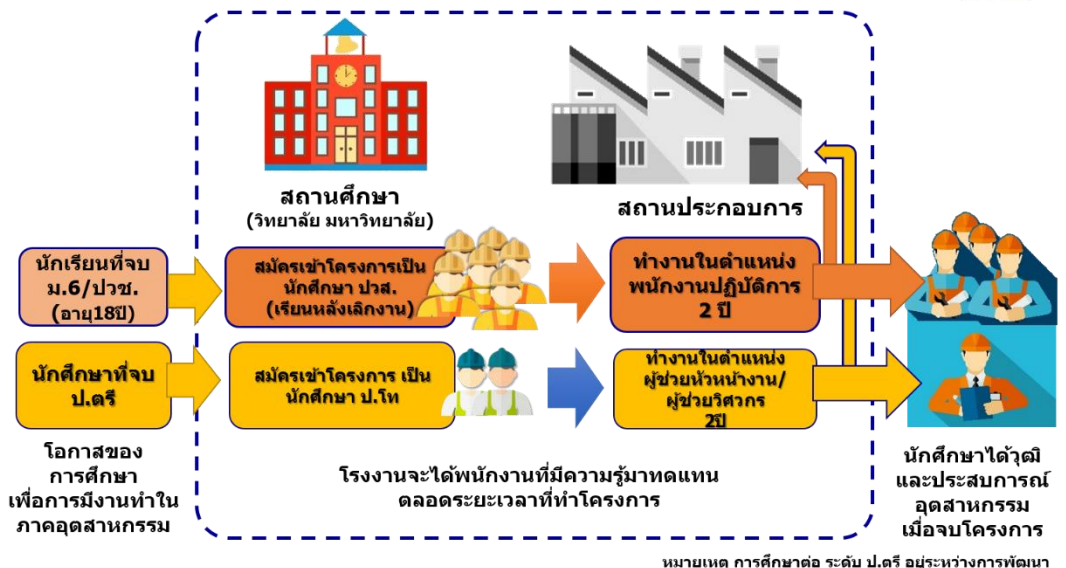 สถานศึกษา
(วิทยาลัย มหาวิทยาลัย)
สถานประกอบการ
นักเรียนที่จบ
ม.6/ปวช.
(อายุ18ปี)
สมัครเข้าโครงการเป็น
นักศึกษา ปวส.
(เรียนหลังเลิกงาน)
ทำงานในตำแหน่ง
พนักงานปฏิบัติการ
2 ปี
นักศึกษาที่จบ
ป.ตรี
สมัครเข้าโครงการ เป็น
นักศึกษา ป.โท
ทำงานในตำแหน่ง
ผู้ช่วยหัวหน้างาน/
ผู้ช่วยวิศวกร
2ปี
โอกาสของ
การศึกษา
เพื่อการมีงานทำใน
ภาคอุตสาหกรรม
โรงงานจะได้พนักงานที่มีความรู้มาทดแทน
ตลอดระยะเวลาที่ทำโครงการ
นักศึกษาได้วุฒิ
และประสบการณ์
อุตสาหกรรม
เมื่อจบโครงการ
หมายเหตุ การศึกษาต่อ ระดับ ป.ตรี อยู่ระหว่างการพัฒนา